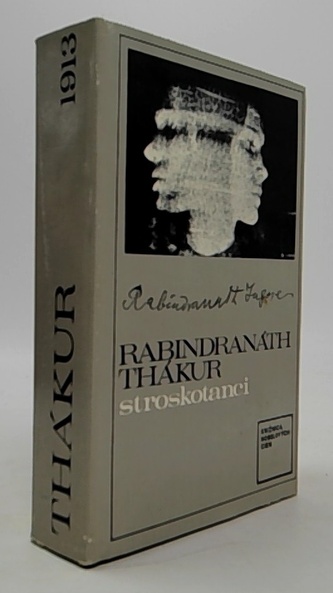 1913
THÁKUR
Rabindranath Tagore
RABINDRANÁTH
THÁKUR
stroskotanci
KNIŽNICA
NOBELOVÝCH
CIEN